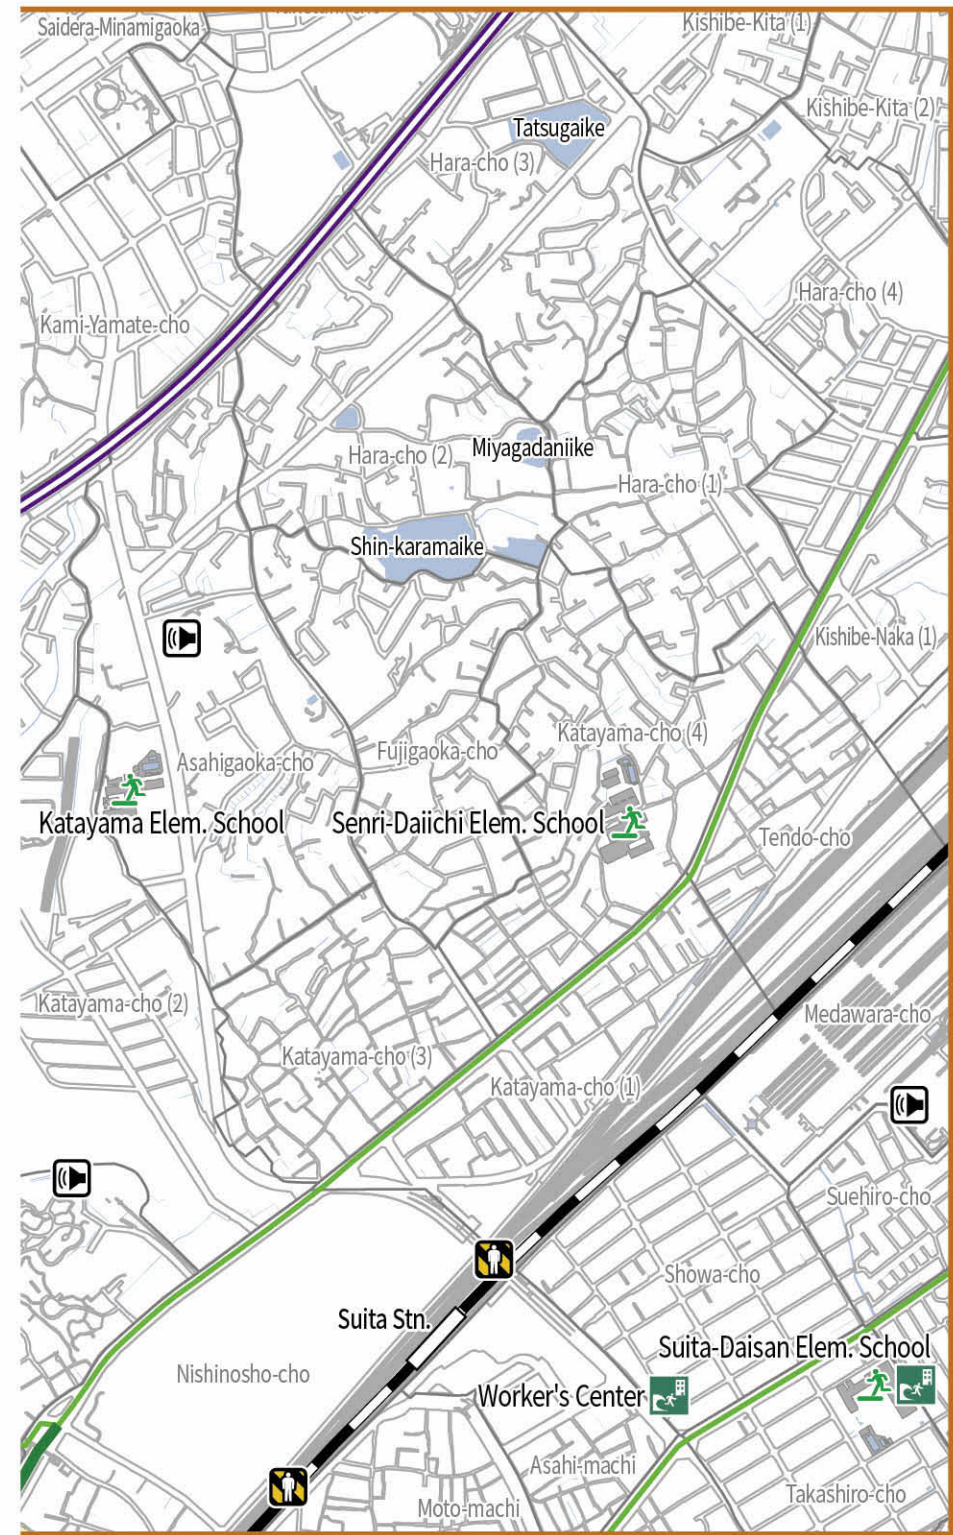 Kishibe-Kita (1)
Saidera-Minamigaoka
Kishibe-Kita (2)
Tatsugaike
Hara-cho (3)
Hara-cho (4)
Kami-Yamate-cho
Miyagadaniike
Hara-cho (2)
Hara-cho (1)
Shin-karamaike
Kishibe-Naka (1)
Katayama-cho (4)
Fujigaoka-cho
Asahigaoka-cho
Katayama Elem. School
Senri-Daiichi Elem. School
Tendo-cho
Katayama-cho (2)
Medawara-cho
Katayama-cho (3)
Katayama-cho (1)
Suehiro-cho
Showa-cho
Suita Stn.
Suita-Daisan Elem. School
Nishinosho-cho
Worker's Center
Asahi-machi
Takashiro-cho
Moto-machi